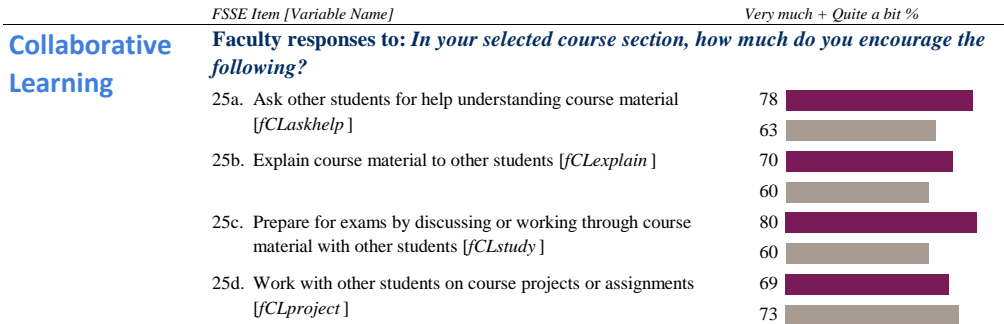 FSSE Item [Variable Name] Very much + Quite a bit %
Collaborative
Learning
Faculty responses to: In your selected course section, how much do you encourage the
following?
25a. Ask other students for help understanding course material
[fCLaskhelp ]
78
63
25b. Explain course material to other students [fCLexplain ]
70
60
25c. Prepare for exams by discussing or working through course
material with other students [fCLstudy ]
80
60
25d. Work with other students on course projects or assignments
[fCLproject ]
69
73